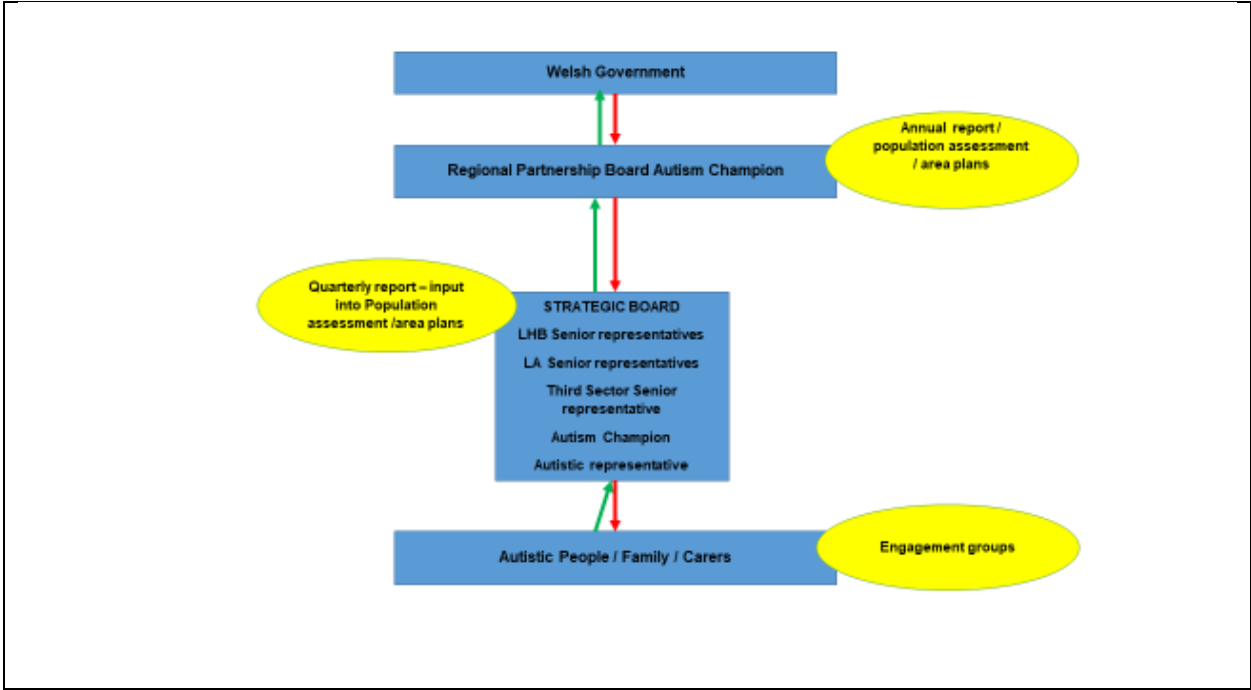 Welsh Government
Annual report /
population assessment
/ area plans
Regional Partnership Board Autism Champion
Quarterly report – input
into Population
assessment /area plans
STRATEGIC BOARD
LHB Senior representatives
LA Senior representatives
Third Sector Senior
representative
Autism Champion
Autistic representative
Autistic People / Family / Carers
Engagement groups